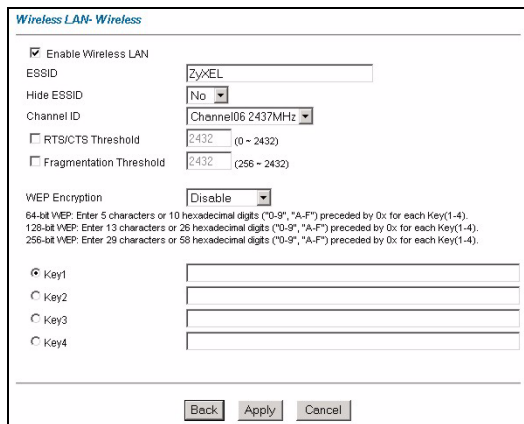 Wireless LAN- Wireless
Enable Wireless LAN
ESSID ZyXEL
Hide ESSID No
Channel ID Channel06 2437MHz
RTS/CTS Threshold 2432 (0 ~ 2432)
Fragmentation Threshold 2432 (256 ~ 2432)
WEP Encryption Disable
64-bit WEP: Enter 5 characters or 10 hexadecimal digits ("0-9", "A-F") preceded by 0x for each Key(1-4).
128-bit WEP: Enter 13 characters or 26 hexadecimal digits ("0-9", "A-F") preceded by 0x for each Key(1-4).
256-bit WEP: Enter 29 characters or 58 hexadecimal digits ("0-9", "A-F") preceded by 0x for each Key(1-4).
Key1
Key2
Key3
Key4
Back Apply Cancel